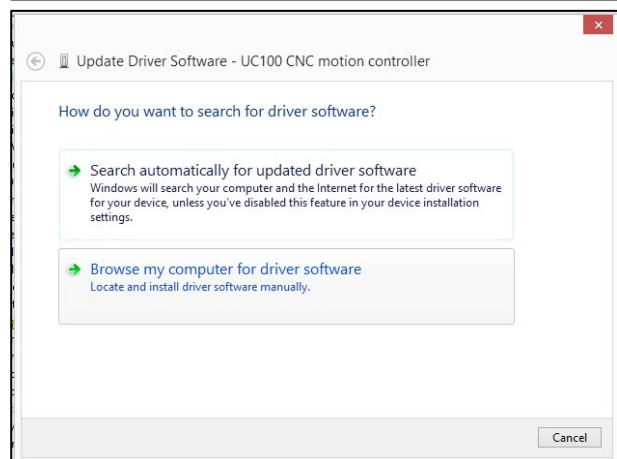 Update Driver Software - UC100 CNC motion controller
How do you want to search for driver software?
Search automatically for updated driver software
Windows will search your computer and the Internet for the latest driver software
for your device, unless you've disabled this feature in your device installation
settings.
Browse my computer for driver software
Locate and install driver software manually.
Cancel